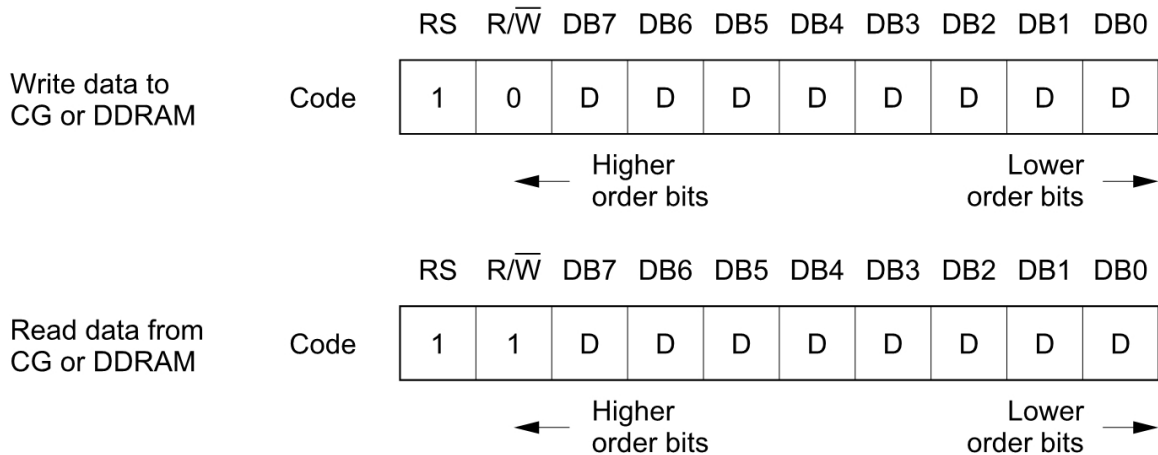 RS R/W̅ DB7 DB6 DB5 DB4 DB3 DB2 DB1 DB0
Write data to
CG or DDRAM
Code 1 0 D D D D D D D D
Higher
order bits
Lower
order bits
RS R/W̅ DB7 DB6 DB5 DB4 DB3 DB2 DB1 DB0
Read data from
CG or DDRAM
Code 1 1 D D D D D D D D
Higher
order bits
Lower
order bits